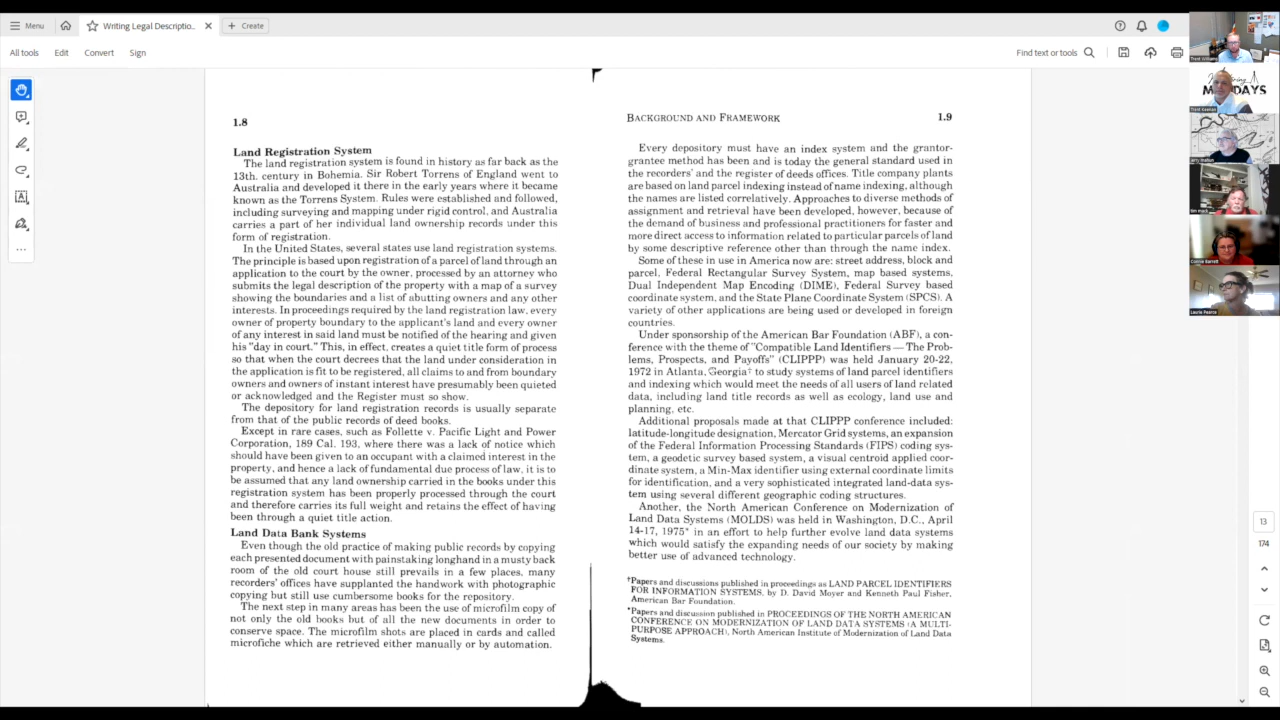 Menu
Writing Legal Descriptio...
Create
All tools
Edit
Convert
Sign
Find text or tools
1.8
Land Registration System
The land registration system is found in history as far back as the
13th. century in Bohemia. Sir Robert Torrens of England went to
Australia and developed it there in the early years where it became
known as the Torrens System. Rules were established and followed,
including surveying and mapping under rigid control, and Australia
carries a part of her individual land ownership records under this
form of registration.
In the United States, several states use land registration systems.
The principle is based upon registration of a parcel of land through an
application to the court by the owner, processed by an attorney who
submits the legal description of the property with a map of a survey
showing the boundaries and a list of abutting owners and any other
interests. In proceedings required by the land registration law, every
owner of property boundary to the applicant's land and every owner
of any interest in said land must be notified of the hearing and given
his "day in court." This, in effect, creates a quiet title form of process
so that when the court decrees that the land under consideration in
the application is fit to be registered, all claims to and from boundary
owners and owners of instant interest have presumably been quieted
or acknowledged and the Register must so show.
The depository for land registration records is usually separate
from that of the public records of deed books.
Except in rare cases, such as Follette v. Pacific Light and Power
Corporation, 189 Cal. 193, where there was a lack of notice which
should have been given to an occupant with a claimed interest in the
property, and hence a lack of fundamental due process of law, it is to
be assumed that any land ownership carried in the books under this
registration system has been properly processed through the court
and therefore carries its full weight and retains the effect of having
been through a quiet title action.
Land Data Bank Systems
Even though the old practice of making public records by copying
each presented document with painstaking longhand in a musty back
room of the old court house still prevails in a few places, many
recorders' offices have supplanted the handwork with photographic
copying but still use cumbersome books for the repository.
The next step in many areas has been the use of microfilm copy of
not only the old books but of all the new documents in order to
conserve space. The microfilm shots are placed in cards and called
microfiche which are retrieved either manually or by automation.
BACKGROUND AND FRAMEWORK 1.9
Every depository must have an index system and the grantor-
grantee method has been and is today the general standard used in
the recorders' and the register of deeds offices. Title company plants
are based on land parcel indexing instead of name indexing, although
the names are listed correlatively. Approaches to diverse methods of
assignment and retrieval have been developed, however, because of
the demand of business and professional practitioners for faster and
more direct access to information related to particular parcels of land
by some descriptive reference other than through the name index.
Some of these in use in America now are: street address, block and
parcel, Federal Rectangular Survey System, map based systems,
Dual Independent Map Encoding (DIME), Federal Survey based
coordinate system, and the State Plane Coordinate System (SPCS). A
variety of other applications are being used or developed in foreign
countries.
Under sponsorship of the American Bar Foundation (ABF), a con-
ference with the theme of "Compatible Land Identifiers — The Prob-
lems, Prospects, and Payoffs" (CLIPPP) was held January 20-22,
1972 in Atlanta, Georgia† to study systems of land parcel identifiers
and indexing which would meet the needs of all users of land related
data, including land title records as well as ecology, land use and
planning, etc.
Additional proposals made at that CLIPPP conference included:
latitude-longitude designation, Mercator Grid systems, an expansion
of the Federal Information Processing Standards (FIPS) coding sys-
tem, a geodetic survey based system, a visual centroid applied coor-
dinate system, a Min-Max identifier using external coordinate limits
for identification, and a very sophisticated integrated land-data sys-
tem using several different geographic coding structures.
Another, the North American Conference on Modernization of
Land Data Systems (MOLDS) was held in Washington, D.C., April
14-17, 1975* in an effort to help further evolve land data systems
which would satisfy the expanding needs of our society by making
better use of advanced technology.
†Papers and discussions published in proceedings as LAND PARCEL IDENTIFIERS
FOR INFORMATION SYSTEMS, by D. David Moyer and Kenneth Paul Fisher,
American Bar Foundation.
*Papers and discussion published in PROCEEDINGS OF THE NORTH AMERICAN
CONFERENCE ON MODERNIZATION OF LAND DATA SYSTEMS (A MULTI-
PURPOSE APPROACH), North American Institute of Modernization of Land Data
Systems.
13
174
Trent Williams
M DAYS
Trent Keenan
Connie Barrett
Laurie Pearce